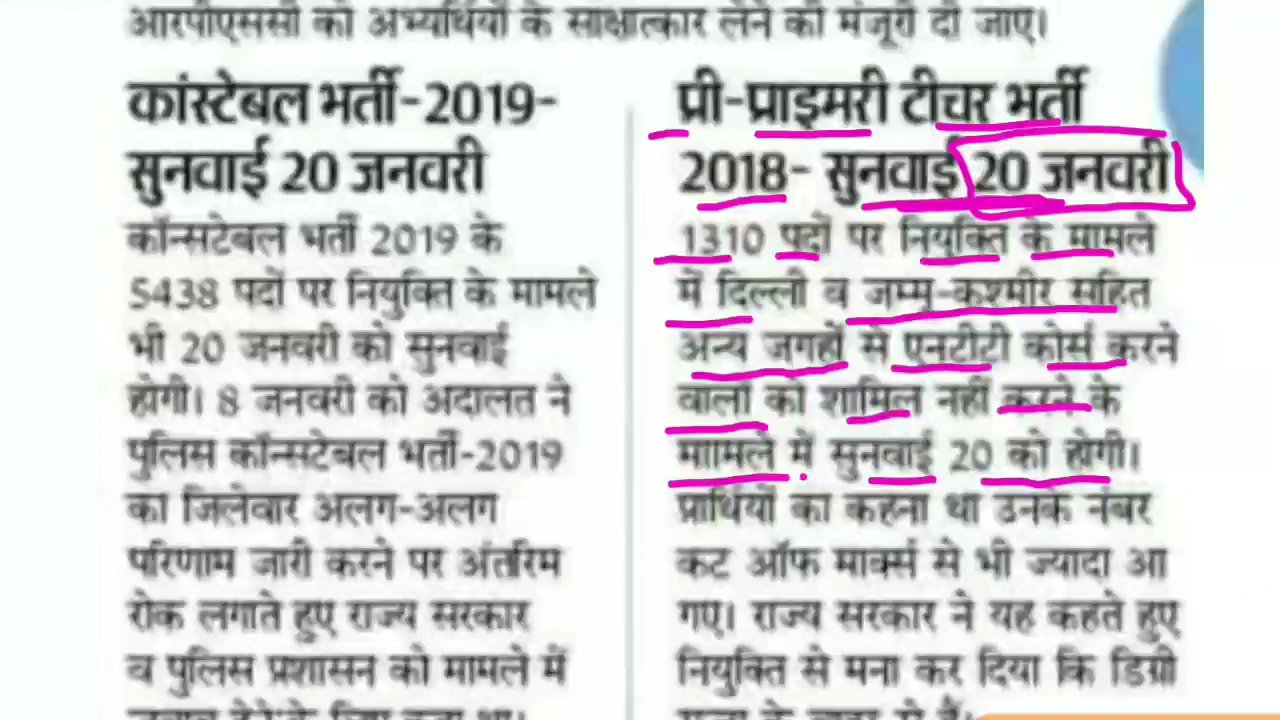 आरपीएससी को अभ्यर्थियों के साक्षात्कार लेने की मंजूरी दी जाए।
कांस्टेबल भर्ती-2019-
सुनवाई 20 जनवरी
कॉन्सटेबल भर्ती 2019 के
5438 पदों पर नियुक्ति के मामले
भी 20 जनवरी को सुनवाई
होगी। 8 जनवरी को अदालत ने
पुलिस कॉन्सटेबल भर्ती-2019
का जिलेवार अलग-अलग
परिणाम जारी करने पर अंतरिम
रोक लगाते हुए राज्य सरकार
व पुलिस प्रशासन को मामले में
प्री-प्राइमरी टीचर भर्ती
2018- सुनवाई 20 जनवरी
1310 पदों पर नियुक्ति के मामले
में दिल्ली व जम्मू-कश्मीर सहित
अन्य जगहों से एनटीटी कोर्स करने
वालों को शामिल नहीं करने के
माामले में सुनवाई 20 को होगी।
प्रार्थियों का कहना था उनके नंबर
कट ऑफ मार्क्स से भी ज्यादा आ
गए। राज्य सरकार ने यह कहते हुए
नियुक्ति से मना कर दिया कि डिग्री